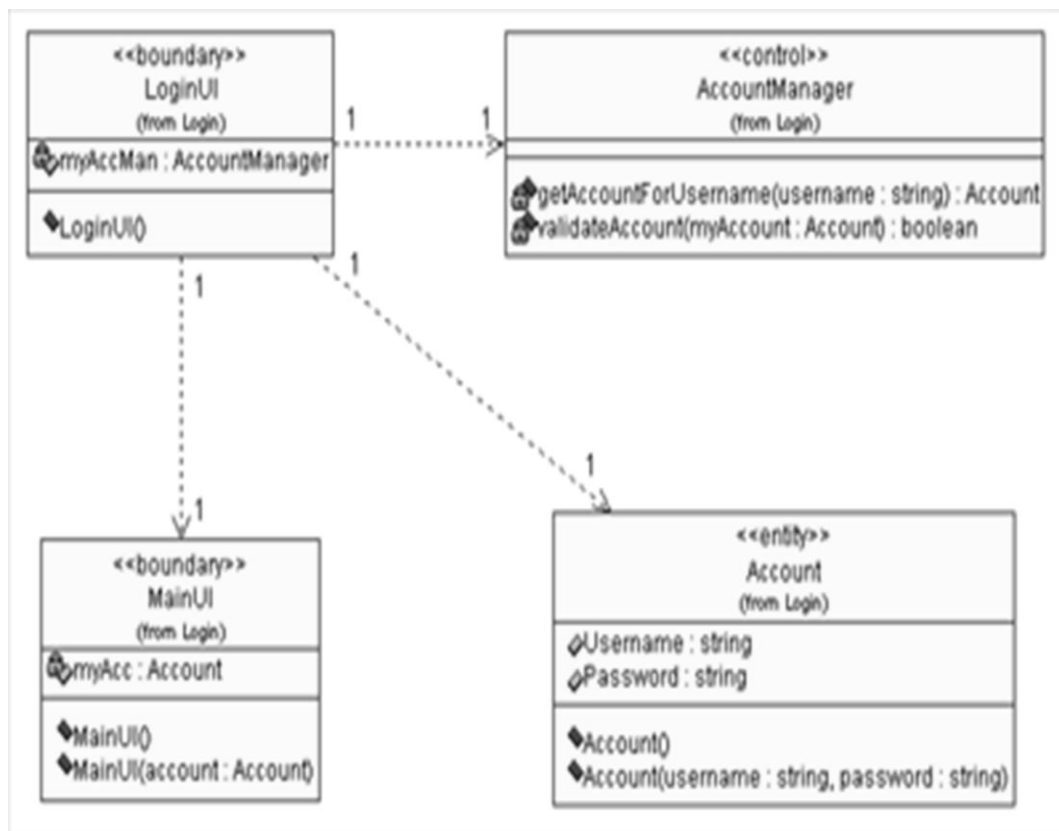 <<boundary>>
LoginUI
(from Login)
myAccMan : AccountManager
LoginUI()
1
1
<<control>>
AccountManager
(from Login)
getAccountForUsername(username : string) : Account
validateAccount(myAccount : Account) : boolean
1
1
1
1
<<boundary>>
MainUI
(from Login)
myAcc : Account
MainUI()
MainUI(account : Account)
<<entity>>
Account
(from Login)
Username : string
Password : string
Account()
Account(username : string, password : string)